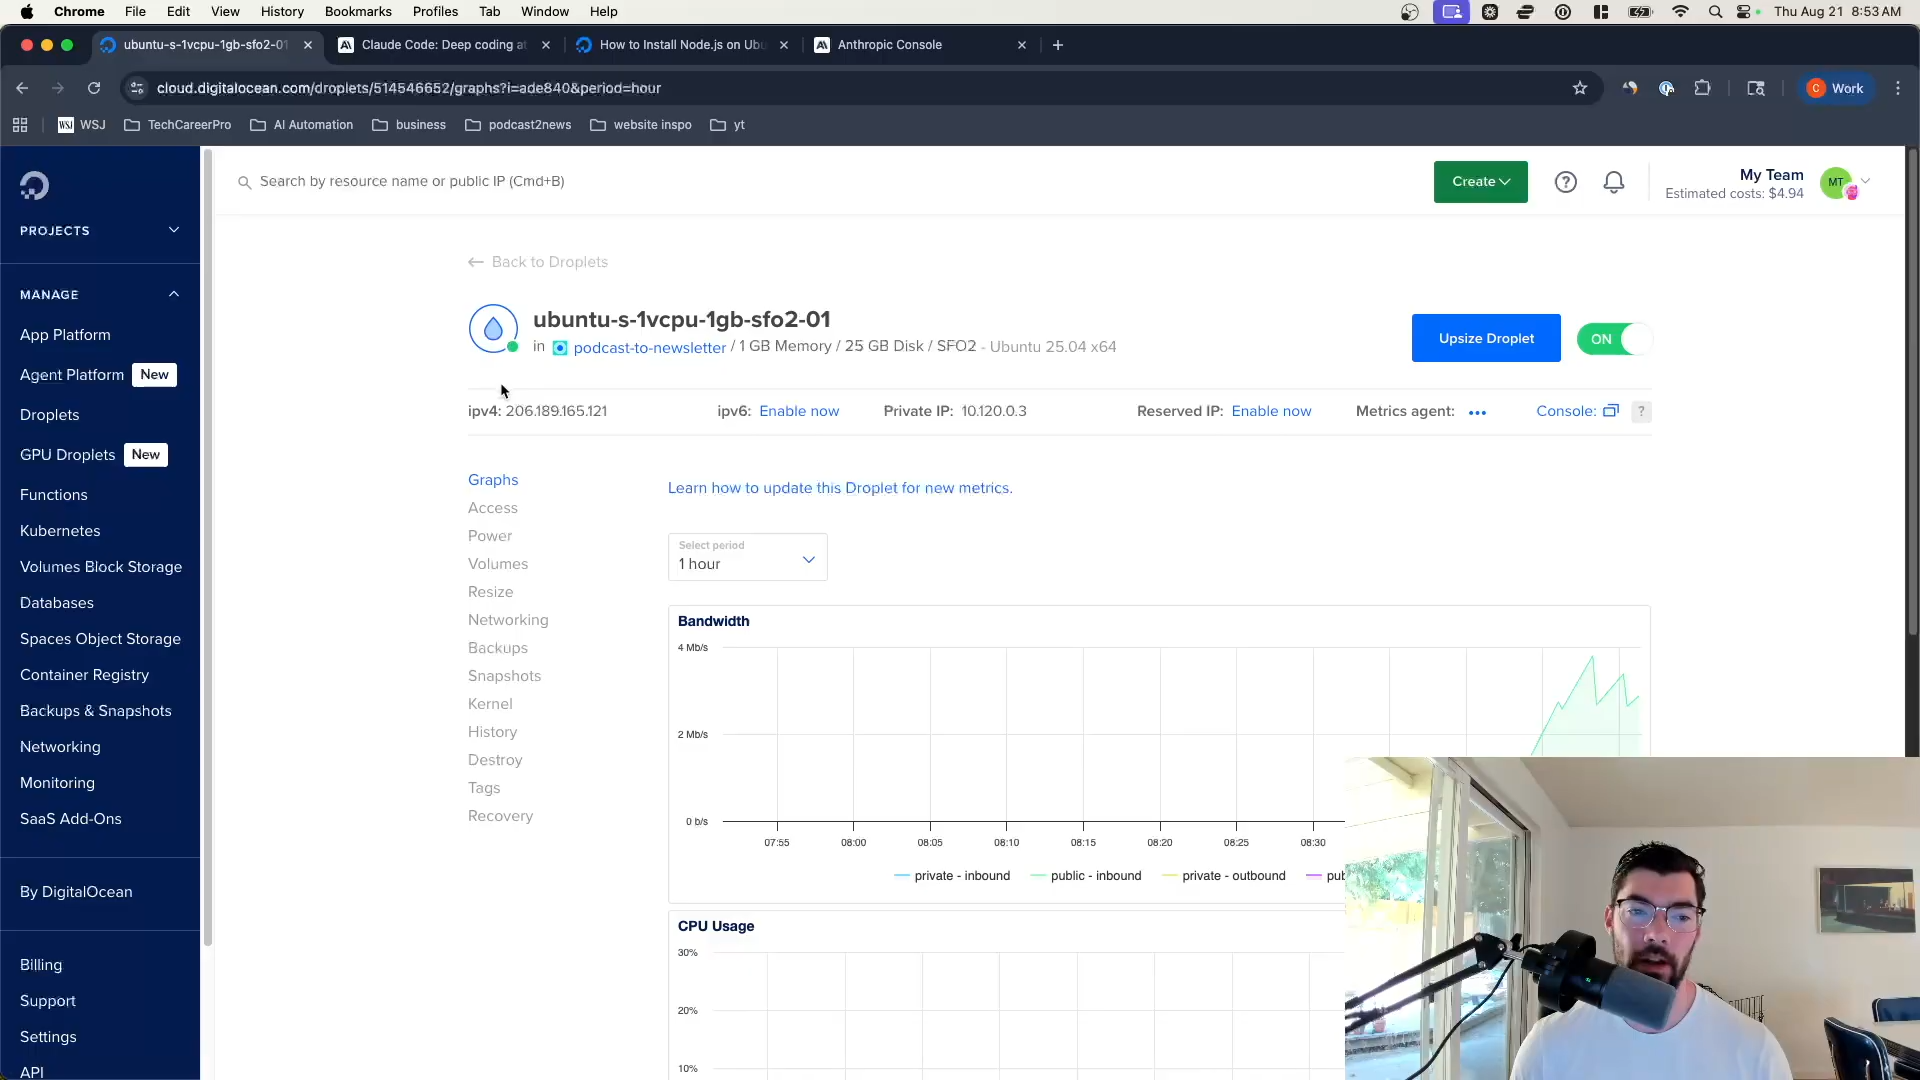 Chrome File Edit View History Bookmarks Profiles Tab Window Help Thu Aug 21 8:53 AM
ubuntu-s-1vcpu-1gb-sfo2-01 Claude Code: Deep coding at How to Install Node.js on Ubu Anthropic Console
cloud.digitalocean.com/droplets/514546652/graphs?i=ade840&period=hour Work
WSJ WSJ TechCareerPro AI Automation business podcast2news website inspo yt
Search by resource name or public IP (Cmd+B)
Create
My Team
Estimated costs: $4.94
MT
PROJECTS
MANAGE
App Platform
Agent Platform New
Droplets
GPU Droplets New
Functions
Kubernetes
Volumes Block Storage
Databases
Spaces Object Storage
Container Registry
Backups & Snapshots
Networking
Monitoring
SaaS Add-Ons
By DigitalOcean
Billing
Support
Settings
API
Back to Droplets
ubuntu-s-1vcpu-1gb-sfo2-01
in podcast-to-newsletter / 1 GB Memory / 25 GB Disk / SFO2 - Ubuntu 25.04 x64
Upsize Droplet
ON
ipv4: 206.189.165.121 ipv6: Enable now Private IP: 10.120.0.3 Reserved IP: Enable now Metrics agent: ••• Console: ?
Graphs
Access
Power
Volumes
Resize
Networking
Backups
Snapshots
Kernel
History
Destroy
Tags
Recovery
Learn how to update this Droplet for new metrics.
Select period
1 hour
Bandwidth
4 Mb/s
2 Mb/s
0 b/s
07:55 08:00 08:05 08:10 08:15 08:20 08:25 08:30
private - inbound public - inbound private - outbound pub
CPU Usage
30%
20%
10%